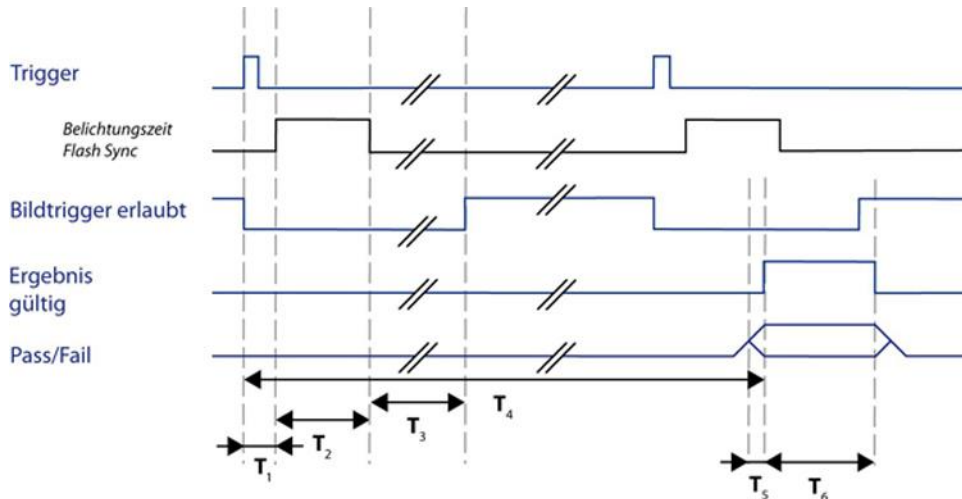 Trigger
Belichtungszeit
Flash Sync
Bildtrigger erlaubt
Ergebnis
gültig
Pass/Fail
T₁
T₂
T₃
T₄
T₅
T₆